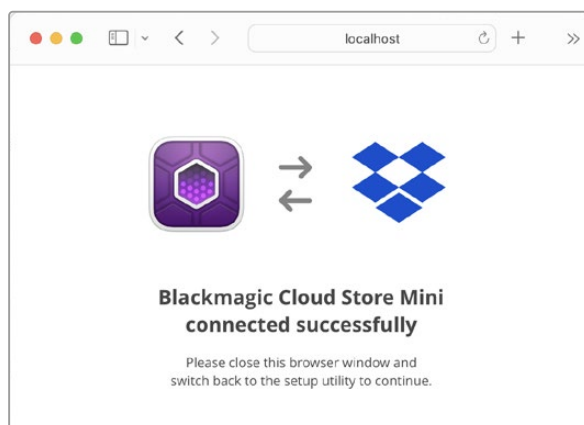 localhost
Blackmagic Cloud Store Mini
connected successfully
Please close this browser window and
switch back to the setup utility to continue.